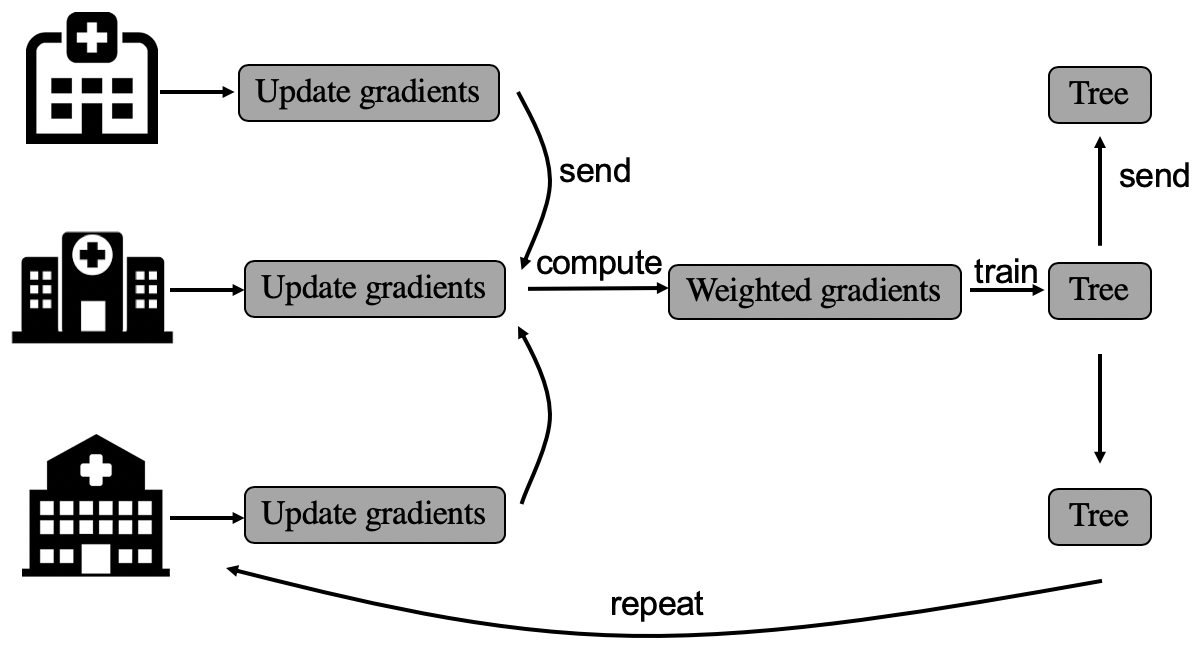 Update gradients
Tree
send
send
Update gradients
compute
Weighted gradients
train
Tree
Update gradients
Tree
repeat